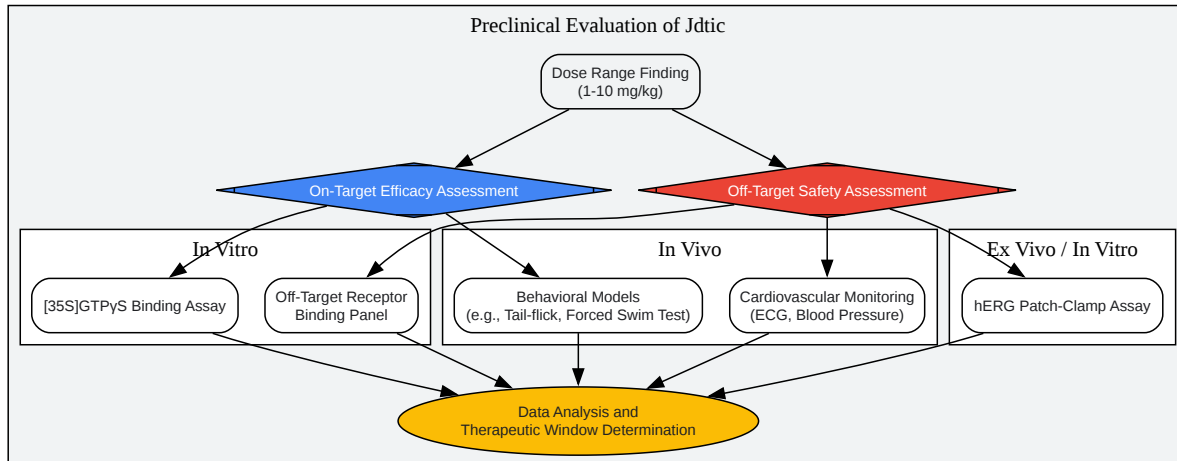 Preclinical Evaluation of Jdtic
Dose Range Finding
(1-10 mg/kg)
On-Target Efficacy Assessment
Off-Target Safety Assessment
In Vitro
In Vivo
Ex Vivo / In Vitro
[35S]GTPγS Binding Assay
Off-Target Receptor
Binding Panel
Behavioral Models
(e.g., Tail-flick, Forced Swim Test)
Cardiovascular Monitoring
(ECG, Blood Pressure)
hERG Patch-Clamp Assay
Data Analysis and
Therapeutic Window Determination